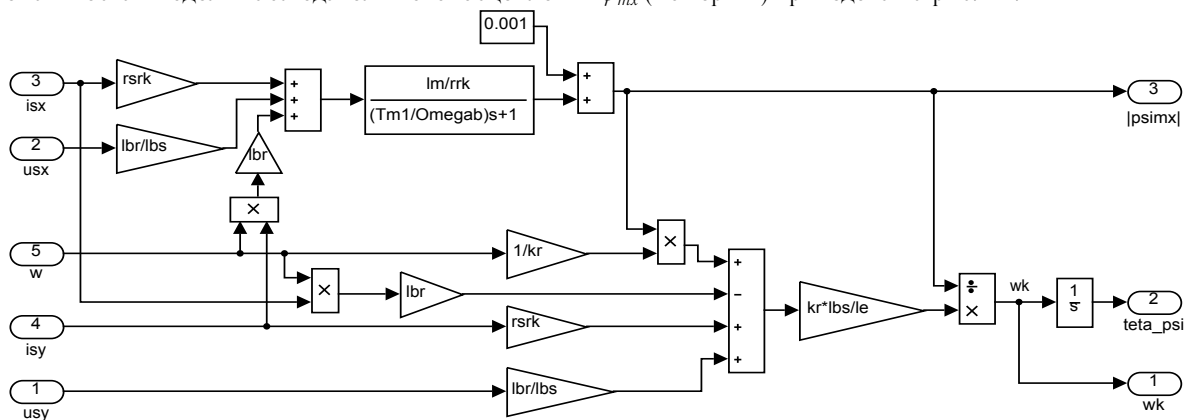 0.001
3
isx
rsrk
+
+
+
lm/rrk
(Tm1/Omegab)s+1
+
+
3
|psimx|
2
usx
lbr/lbs
lbr
×
5
w
1/kr
×
×
lbr
+
−
+
+
kr*lbs/le
÷
×
wk
1
s
2
teta_psi
4
isy
rsrk
1
usy
lbr/lbs
1
wk